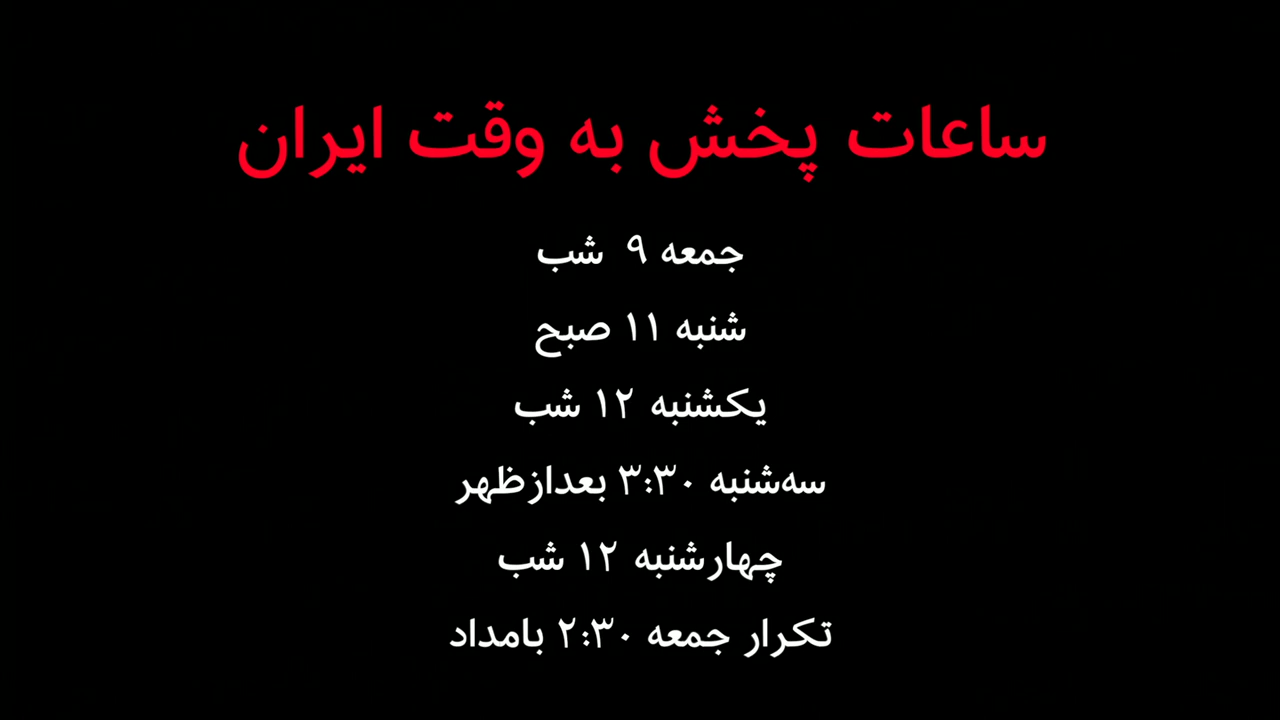 ساعات پخش به وقت ایران
جمعه ۹ شب
شنبه ۱۱ صبح
یکشنبه ۱۲ شب
سه‌شنبه ۳:۳۰ بعدازظهر
چهارشنبه ۱۲ شب
تکرار جمعه ۲:۳۰ بامداد